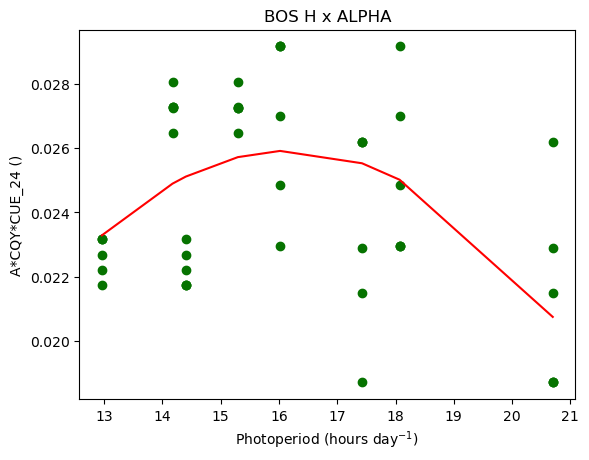 BOS H x ALPHA
A*CQY*CUE_24 ()
0.028
0.026
0.024
0.022
0.020
13 14 15 16 17 18 19 20 21
Photoperiod (hours day⁻¹)